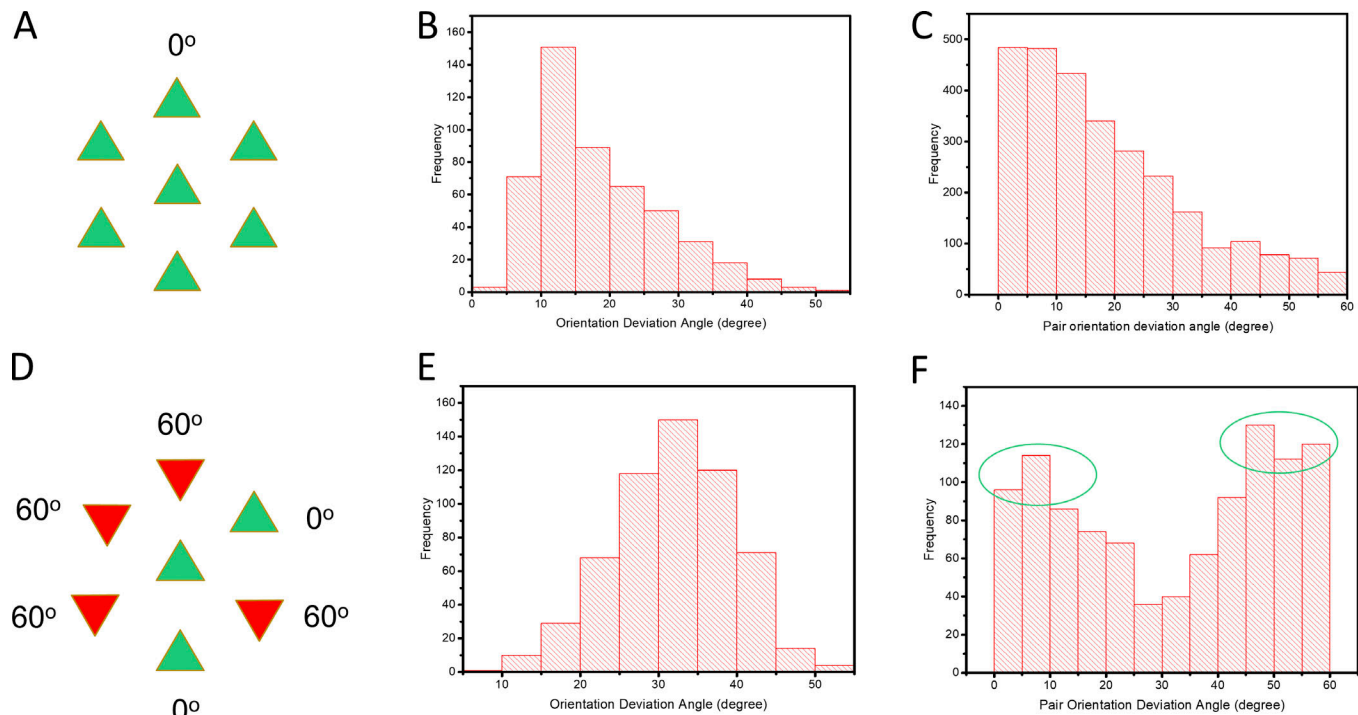 A
0º
B
160
140
120
100
80
60
40
20
0
Frequency
0 10 20 30 40 50
Orientation Deviation Angle (degree)
C
500
400
300
200
100
0
Frequency
0 10 20 30 40 50 60
Pair orientation deviation angle (degree)
D
60º
60º
0º
60º
60º
0º
E
160
140
120
100
80
60
40
20
0
Frequency
10 20 30 40 50
Orientation Deviation Angle (degree)
F
140
120
100
80
60
40
20
0
Frequency
0 10 20 30 40 50 60
Pair Orientation Deviation Angle (degree)